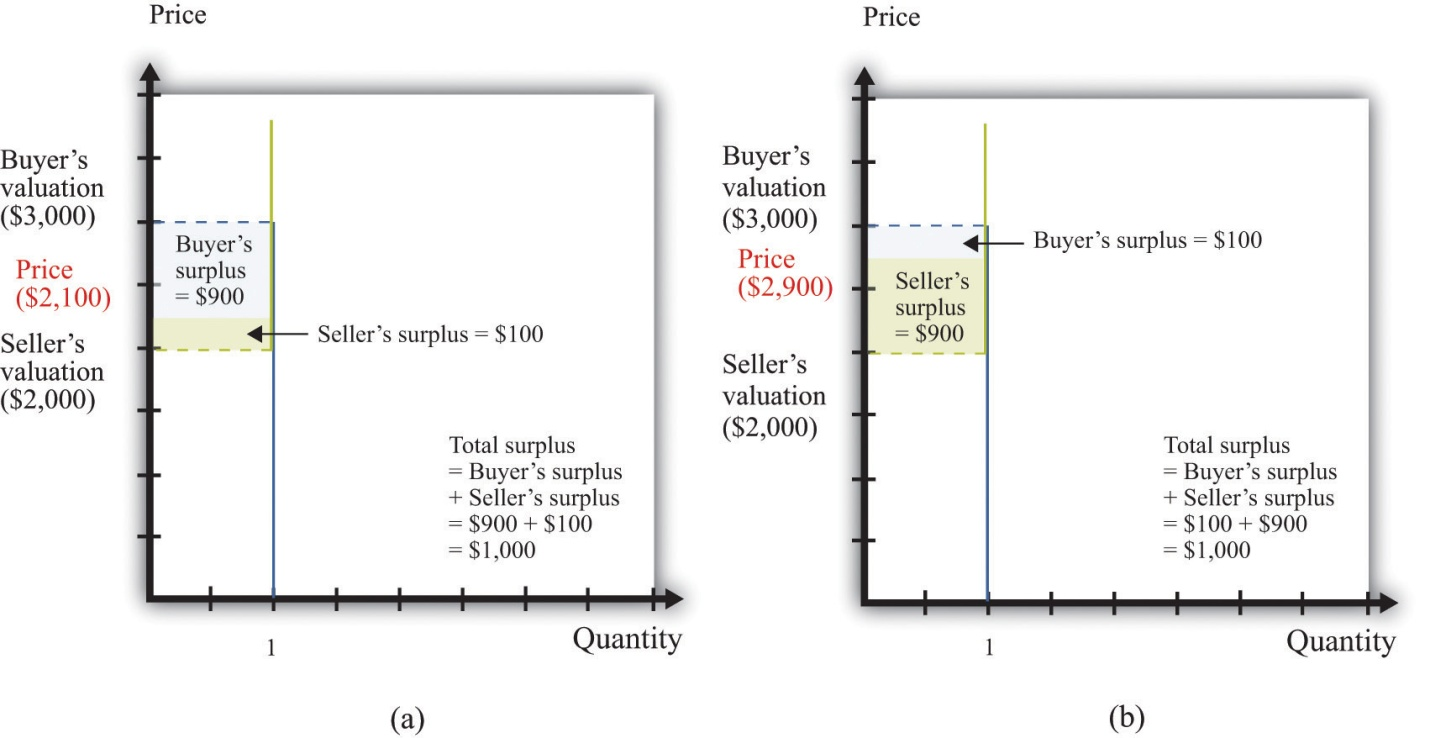 Price
Buyer’s
valuation
($3,000)
Price
($2,100)
Seller’s
valuation
($2,000)
Buyer’s
surplus
= $900
Seller’s surplus = $100
Total surplus
= Buyer’s surplus
+ Seller’s surplus
= $900 + $100
= $1,000
1
Quantity
(a)
Price
Buyer’s
valuation
($3,000)
Price
($2,900)
Seller’s
valuation
($2,000)
Buyer’s surplus = $100
Seller’s
surplus
= $900
Total surplus
= Buyer’s surplus
+ Seller’s surplus
= $100 + $900
= $1,000
1
Quantity
(b)